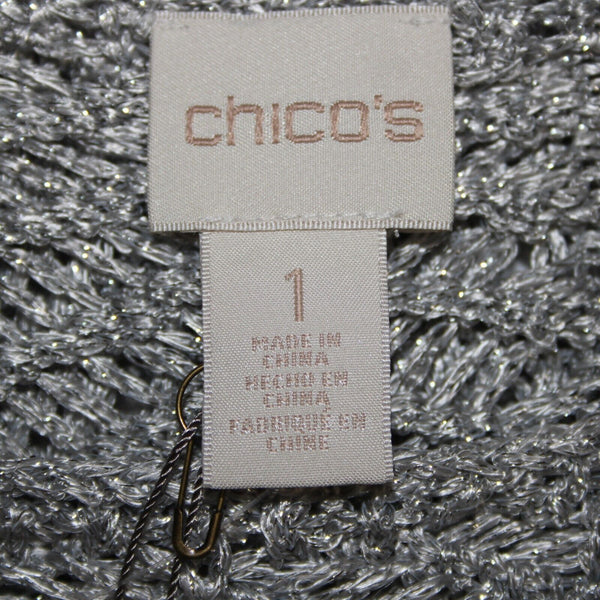 chico's
1
MADE IN
CHINA
HECHO EN
CHINA
FABRIQUÉ EN
CHINE